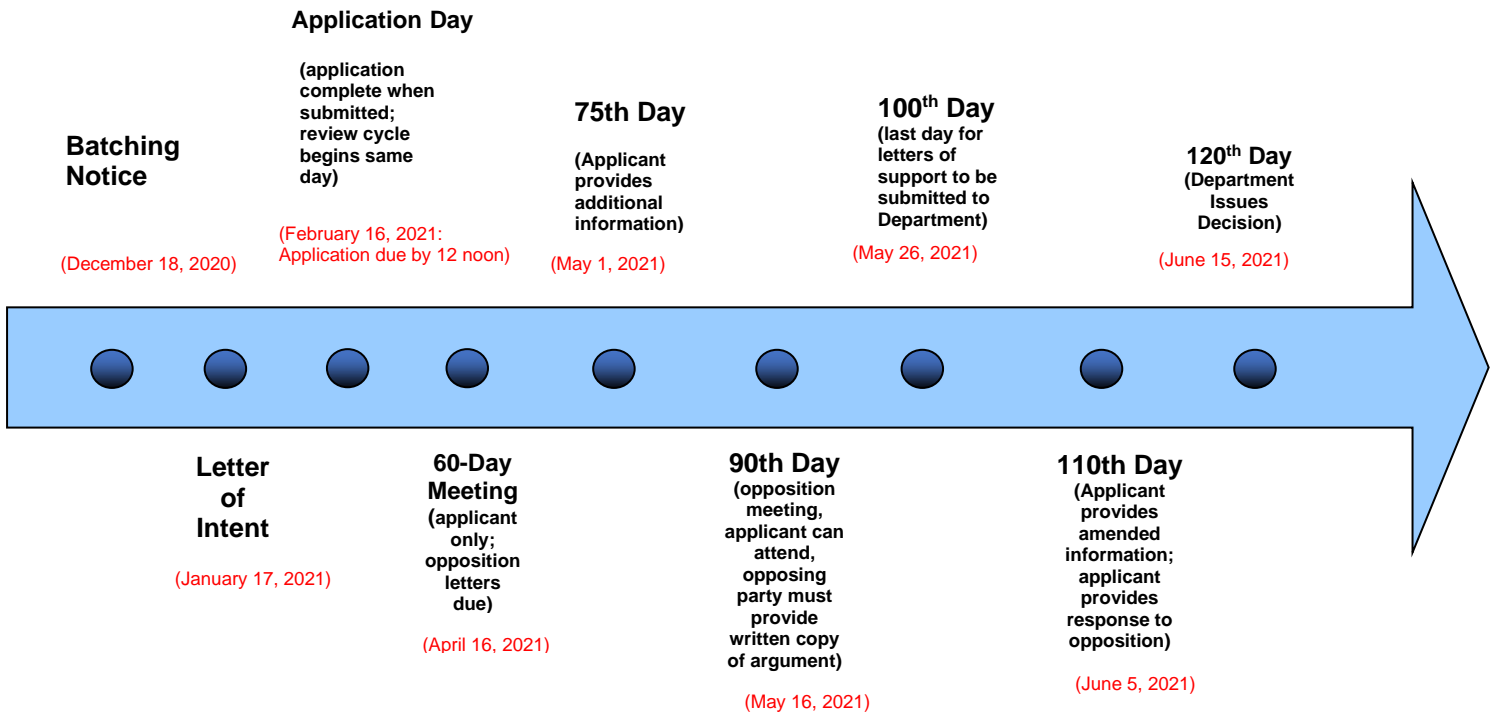 Application Day
(application
complete when
submitted;
review cycle
begins same
day)
(February 16, 2021:
Application due by 12 noon)
Batching
Notice
(December 18, 2020)
75th Day
(Applicant
provides
additional
information)
(May 1, 2021)
100th Day
(last day for
letters of
support to be
submitted to
Department)
(May 26, 2021)
120th Day
(Department
Issues
Decision)
(June 15, 2021)
Letter
of
Intent
(January 17, 2021)
60-Day
Meeting
(applicant
only;
opposition
letters
due)
(April 16, 2021)
90th Day
(opposition
meeting,
applicant can
attend,
opposing
party must
provide
written copy
of argument)
(May 16, 2021)
110th Day
(Applicant
provides
amended
information;
applicant
provides
response to
opposition)
(June 5, 2021)